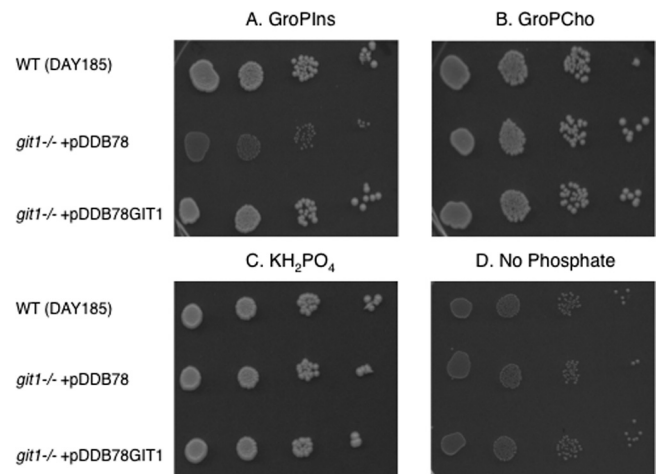 A. GroPIns
B. GroPCho
WT (DAY185)
git1-/- +pDDB78
git1-/- +pDDB78GIT1
C. KH₂PO₄
D. No Phosphate
WT (DAY185)
git1-/- +pDDB78
git1-/- +pDDB78GIT1